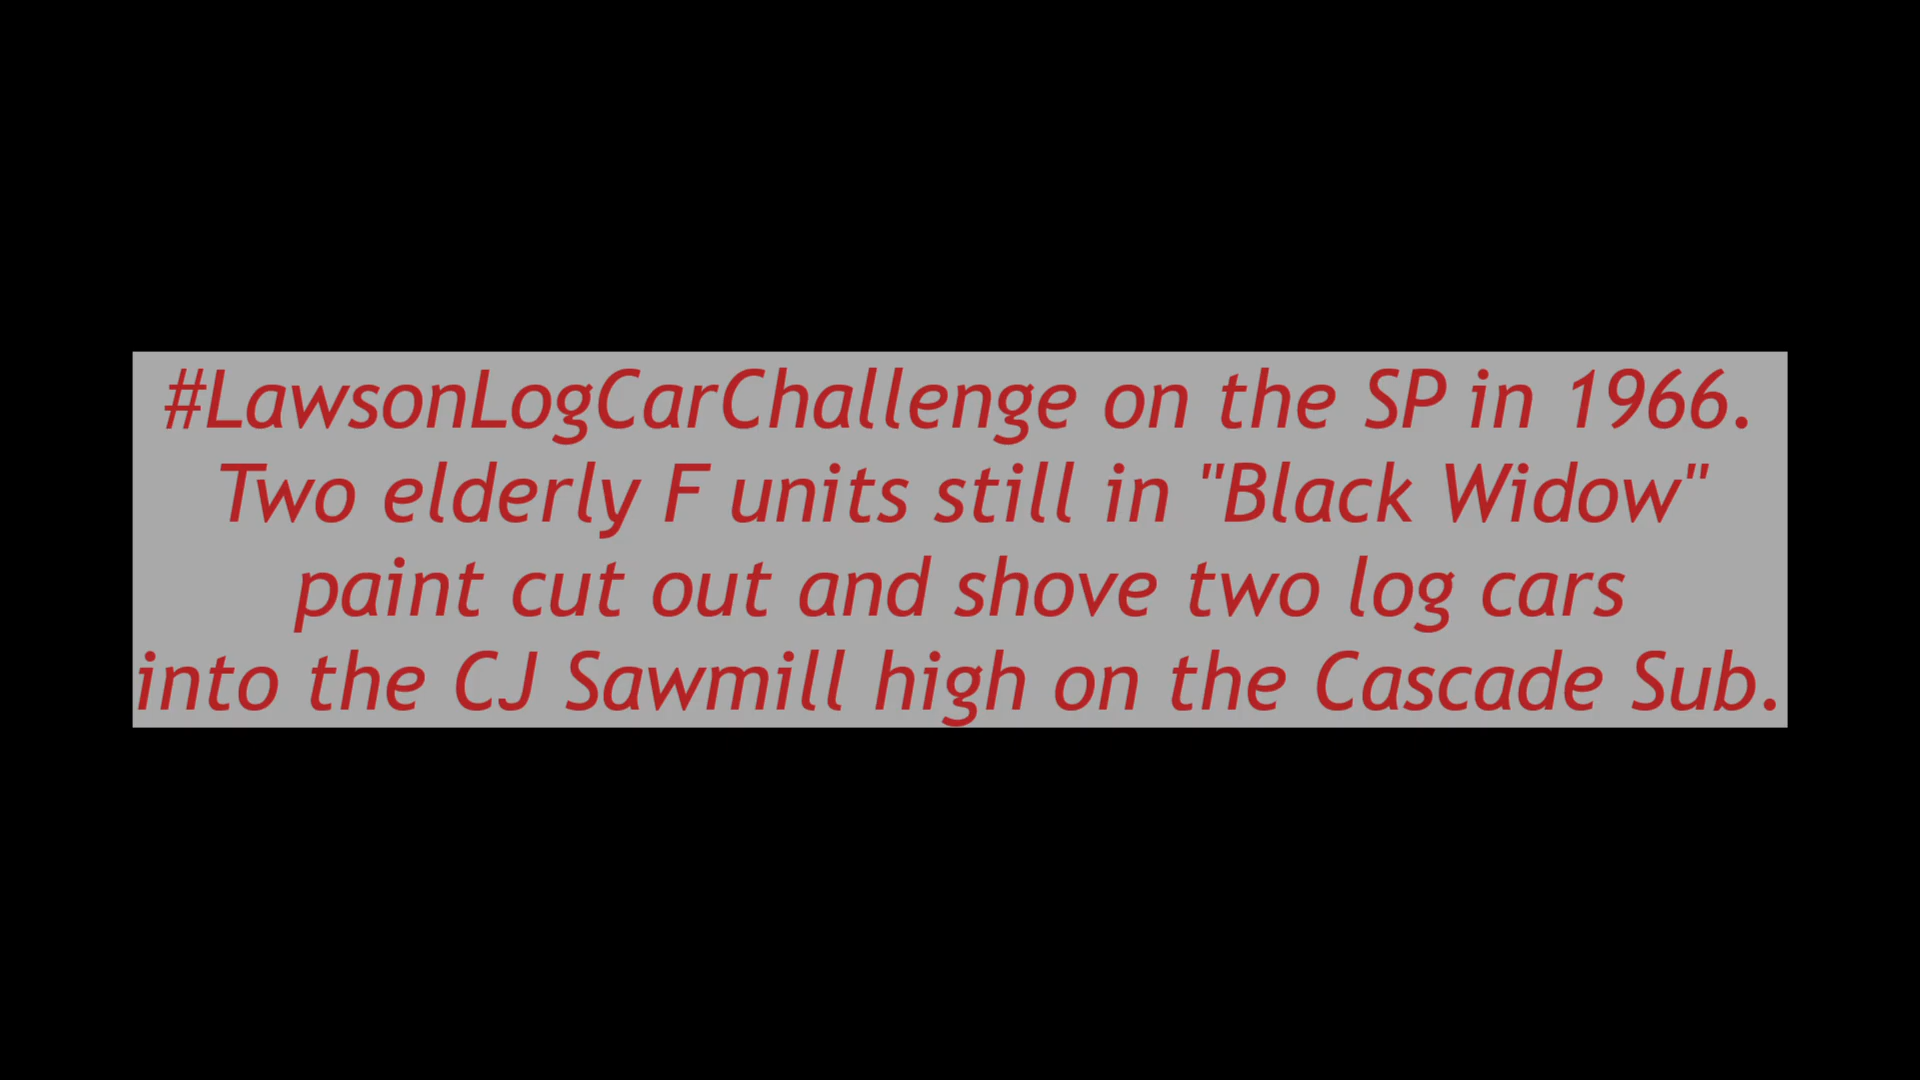 #LawsonLogCarChallenge on the SP in 1966.
Two elderly F units still in "Black Widow"
paint cut out and shove two log cars
into the CJ Sawmill high on the Cascade Sub.